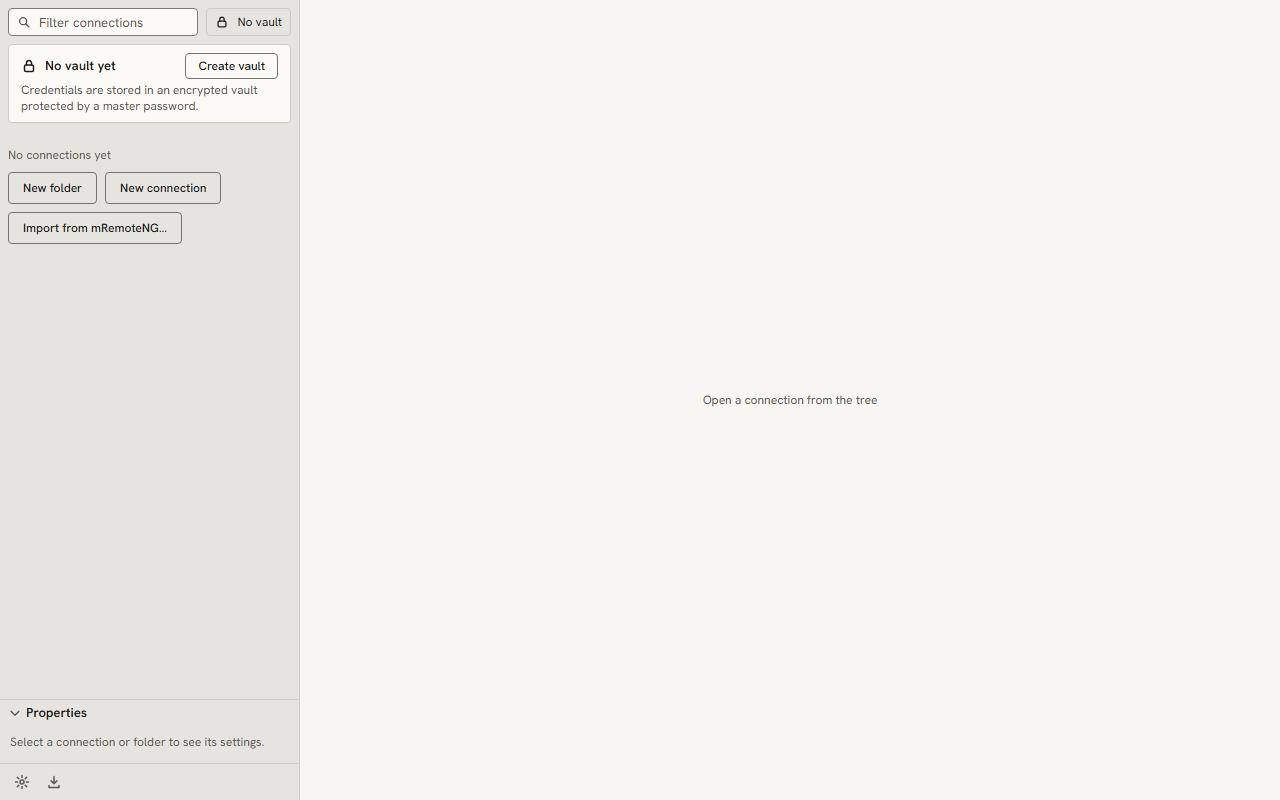 Filter connections
No vault
No vault yet
Create vault
Credentials are stored in an encrypted vault
protected by a master password.
No connections yet
New folder
New connection
Import from mRemoteNG...
Open a connection from the tree
Properties
Select a connection or folder to see its settings.